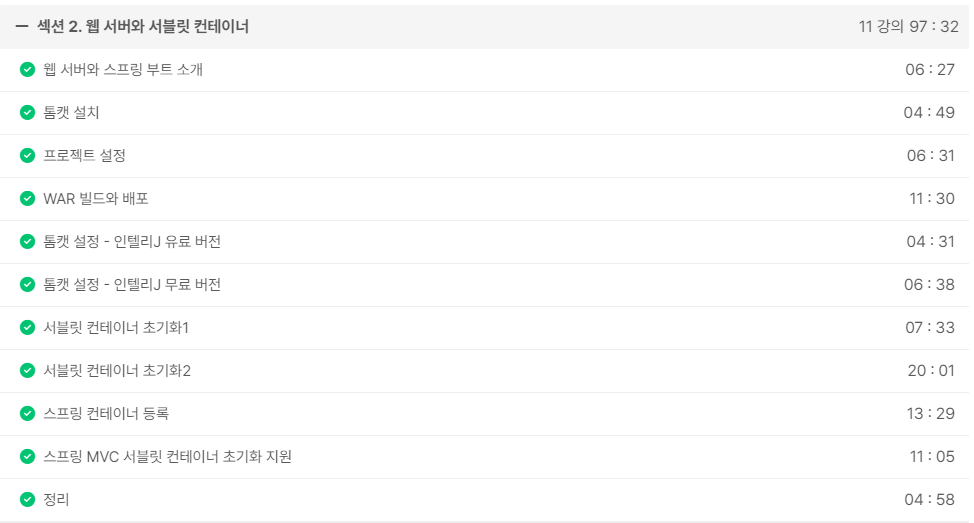 섹션 2. 웹 서버와 서블릿 컨테이너 11 강의 97 : 32
웹 서버와 스프링 부트 소개 06 : 27
톰캣 설치 04 : 49
프로젝트 설정 06 : 31
WAR 빌드와 배포 11 : 30
톰캣 설정 - 인텔리J 유료 버전 04 : 31
톰캣 설정 - 인텔리J 무료 버전 06 : 38
서블릿 컨테이너 초기화1 07 : 33
서블릿 컨테이너 초기화2 20 : 01
스프링 컨테이너 등록 13 : 29
스프링 MVC 서블릿 컨테이너 초기화 지원 11 : 05
정리 04 : 58